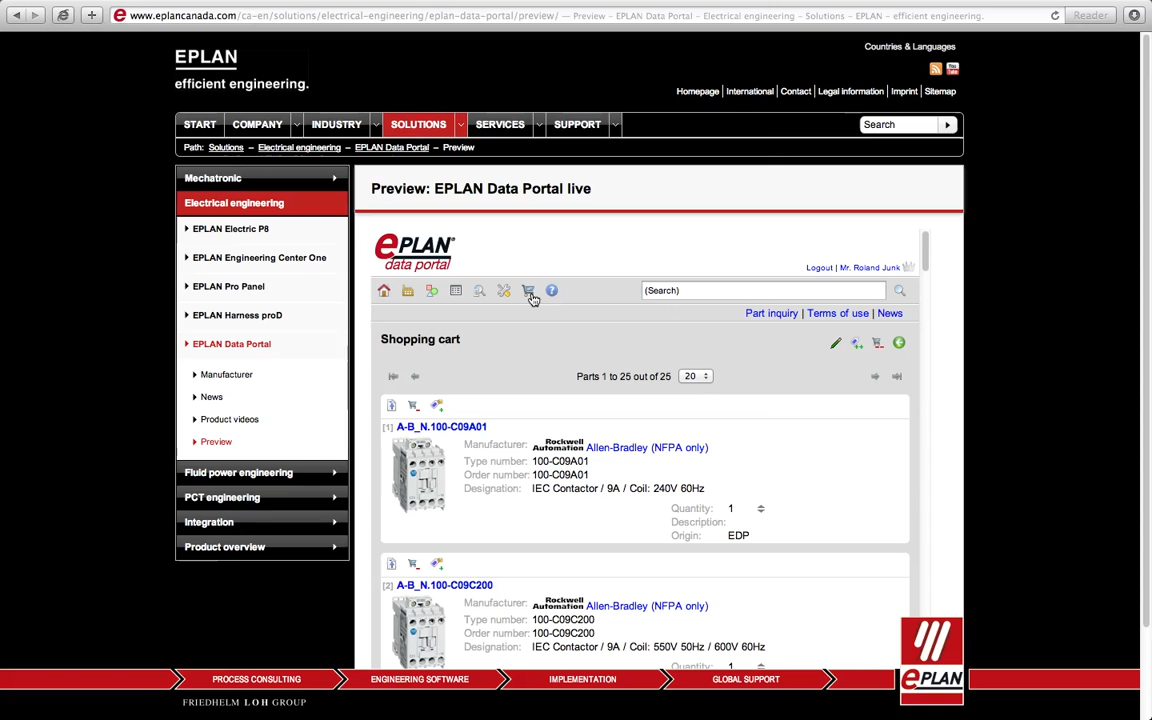 www.eplancanada.com/ca-en/solutions/electrical-engineering/eplan-data-portal/preview/ — Preview – EPLAN Data Portal – Electrical engineering – Solutions – EPLAN – efficient engineering.
Reader
EPLAN
efficient engineering.
Countries & Languages
You Tube
Homepage | International | Contact | Legal information | Imprint | Sitemap
START COMPANY INDUSTRY SOLUTIONS SERVICES SUPPORT
Search
Path: Solutions – Electrical engineering – EPLAN Data Portal – Preview
Mechatronic
Electrical engineering
EPLAN Electric P8
EPLAN Engineering Center One
EPLAN Pro Panel
EPLAN Harness proD
EPLAN Data Portal
Manufacturer
News
Product videos
Preview
Fluid power engineering
PCT engineering
Integration
Product overview
Preview: EPLAN Data Portal live
ePLAN
data portal
Logout | Mr. Roland Junk
(Search)
Part inquiry | Terms of use | News
Shopping cart
Parts 1 to 25 out of 25 20
[1] A-B_N.100-C09A01
Manufacturer: Rockwell Automation Allen-Bradley (NFPA only)
Type number: 100-C09A01
Order number: 100-C09A01
Designation: IEC Contactor / 9A / Coil: 240V 60Hz
Quantity: 1
Description:
Origin: EDP
[2] A-B_N.100-C09C200
Manufacturer: Rockwell Automation Allen-Bradley (NFPA only)
Type number: 100-C09C200
Order number: 100-C09C200
Designation: IEC Contactor / 9A / Coil: 550V 50Hz / 600V 60Hz
Quantity: 1
ePLAN
PROCESS CONSULTING ENGINEERING SOFTWARE IMPLEMENTATION GLOBAL SUPPORT
FRIEDHELM LOH GROUP